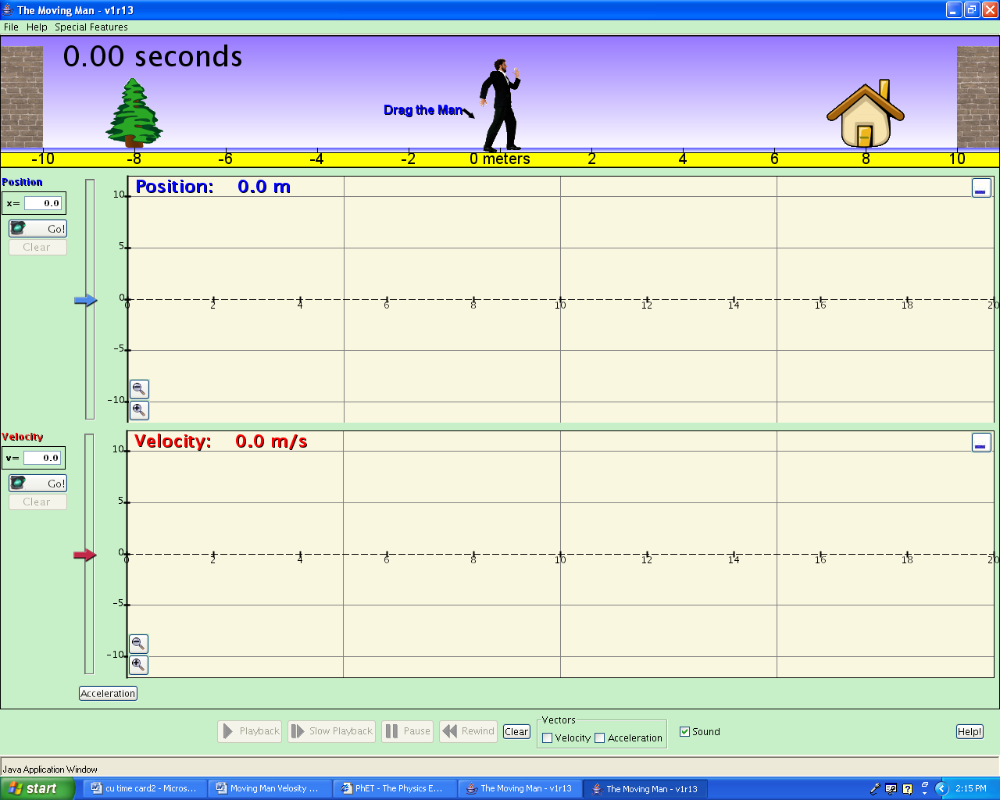 The Moving Man - v1r13
File Help Special Features
0.00 seconds
Drag the Man
-10 -8 -6 -4 -2 0 meters 2 4 6 8 10
Position
x= 0.0
Go!
Clear
Position: 0.0 m
10
5
0
-5
-10
0 2 4 6 8 10 12 14 16 18 20
Velocity
v= 0.0
Go!
Clear
Velocity: 0.0 m/s
10
5
0
-5
-10
0 2 4 6 8 10 12 14 16 18 20
Acceleration
Playback Slow Playback Pause Rewind Clear
Vectors
Velocity Acceleration
Sound
Help!
Java Application Window
start cu time card2 - Micros... Moving Man Velosity ... PhET - The Physics E... The Moving Man - v1r13 The Moving Man - v1r13 2:15 PM